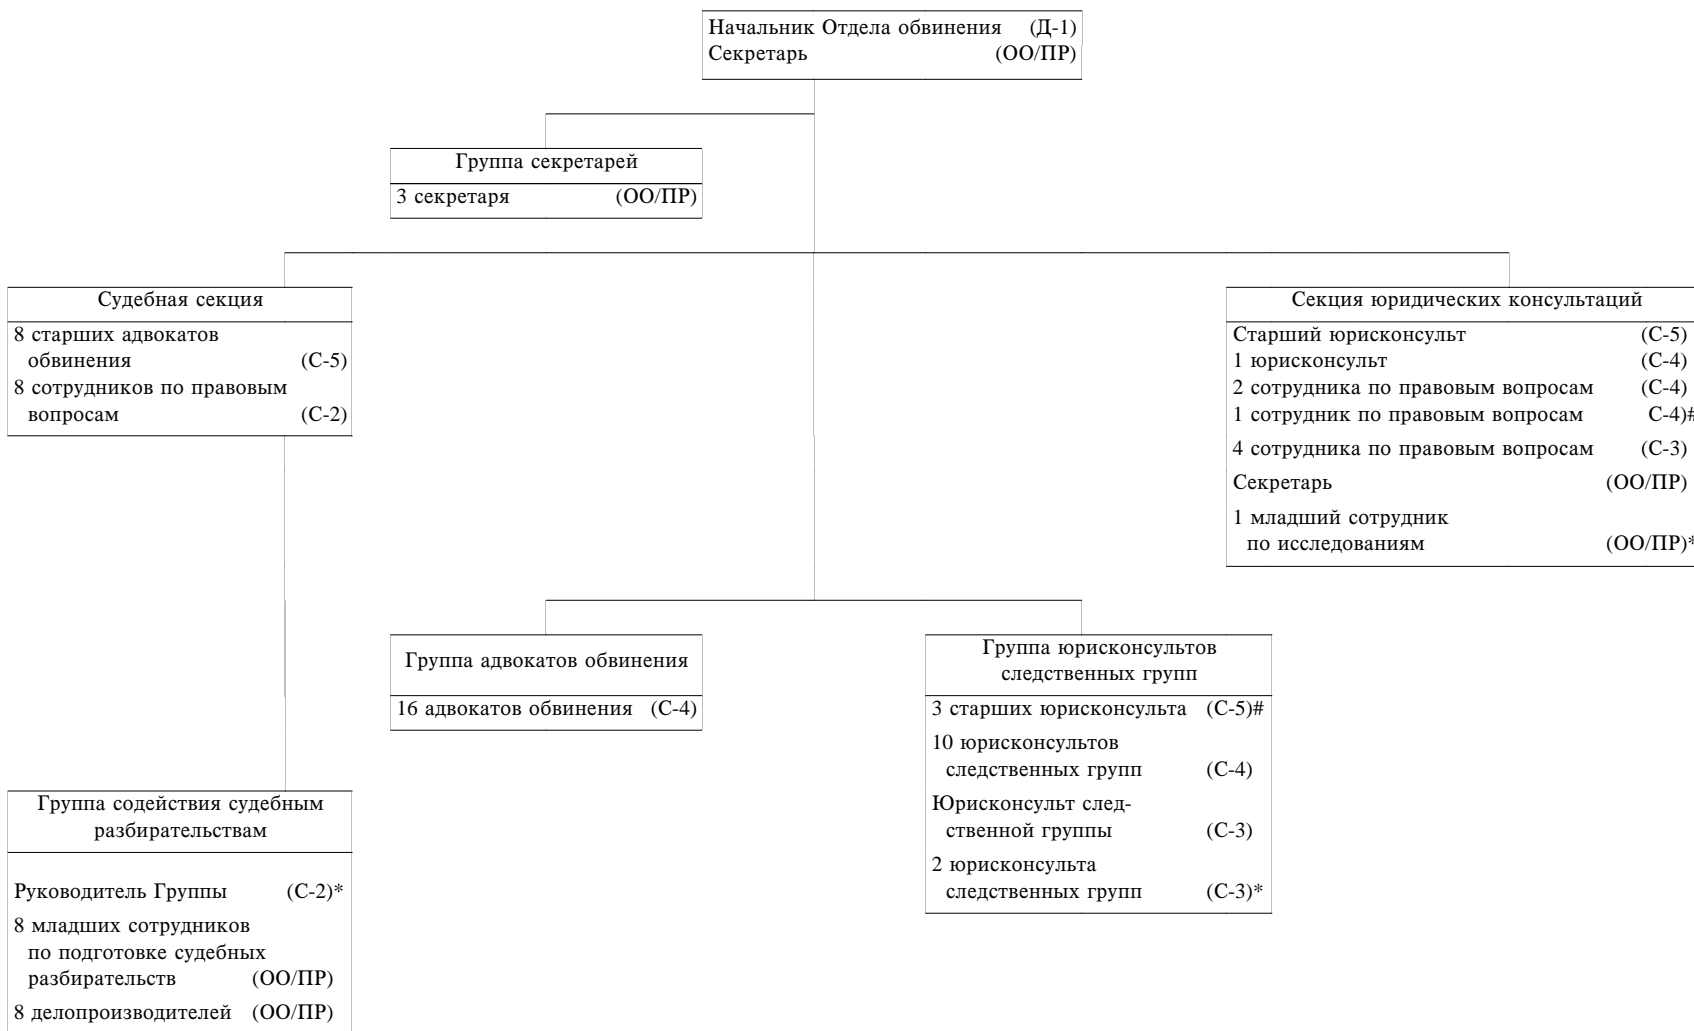 Начальник Отдела обвинения (Д-1)
Секретарь (ОО/ПР)
Группа секретарей
3 секретаря (ОО/ПР)
Судебная секция
8 старших адвокатов
обвинения (С-5)
8 сотрудников по правовым
вопросам (С-2)
Секция юридических консультаций
Старший юрисконсульт (С-5)
1 юрисконсульт (С-4)
2 сотрудника по правовым вопросам (С-4)
1 сотрудник по правовым вопросам С-4)#
4 сотрудника по правовым вопросам (С-3)
Секретарь (ОО/ПР)
1 младший сотрудник
по исследованиям (ОО/ПР)*
Группа адвокатов обвинения
16 адвокатов обвинения (С-4)
Группа юрисконсультов
следственных групп
3 старших юрисконсульта (С-5)#
10 юрисконсультов
следственных групп (С-4)
Юрисконсульт след-
ственной группы (С-3)
2 юрисконсульта
следственных групп (С-3)*
Группа содействия судебным
разбирательствам
Руководитель Группы (С-2)*
8 младших сотрудников
по подготовке судебных
разбирательств (ОО/ПР)
8 делопроизводителей (ОО/ПР)